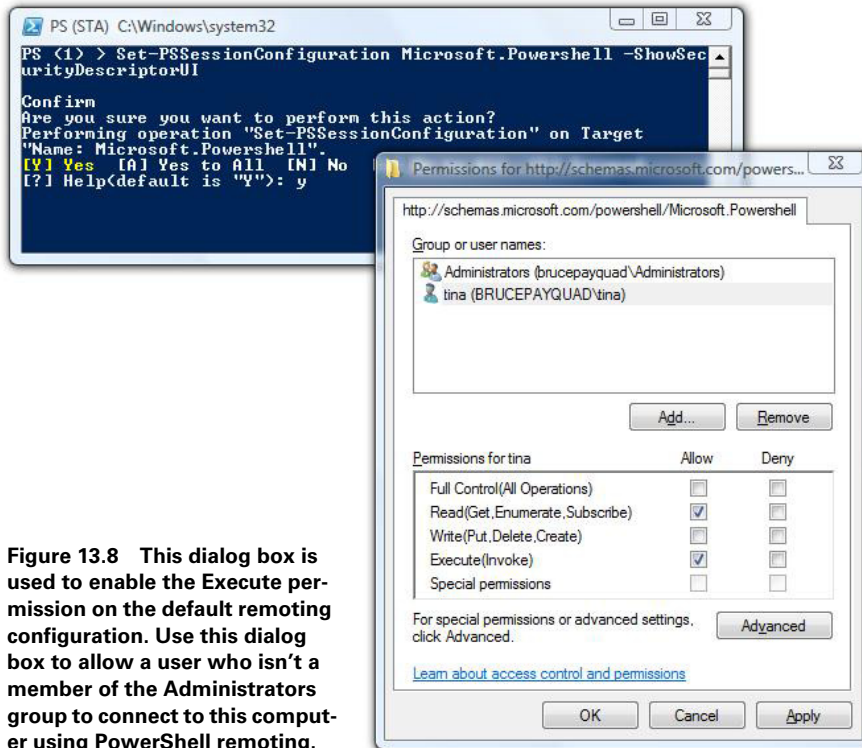 PS (STA) C:\Windows\system32
PS (1) > Set-PSSessionConfiguration Microsoft.Powershell -ShowSec
urityDescriptorUI
Confirm
Are you sure you want to perform this action?
Performing operation "Set-PSSessionConfiguration" on Target
"Name: Microsoft.Powershell".
[Y] Yes [A] Yes to All [N] No
[?] Help(default is "Y"): y
Permissions for http://schemas.microsoft.com/powers...
http://schemas.microsoft.com/powershell/Microsoft.Powershell
Group or user names:
Administrators (brucepayquad\Administrators)
tina (BRUCEPAYQUAD\tina)
Add...
Remove
Permissions for tina
Allow
Deny
Full Control(All Operations)
Read(Get,Enumerate,Subscribe)
Write(Put,Delete,Create)
Execute(Invoke)
Special permissions
For special permissions or advanced settings,
click Advanced.
Advanced
Learn about access control and permissions
OK
Cancel
Apply
Figure 13.8 This dialog box is
used to enable the Execute per-
mission on the default remoting
configuration. Use this dialog
box to allow a user who isn't a
member of the Administrators
group to connect to this comput-
er using PowerShell remoting.